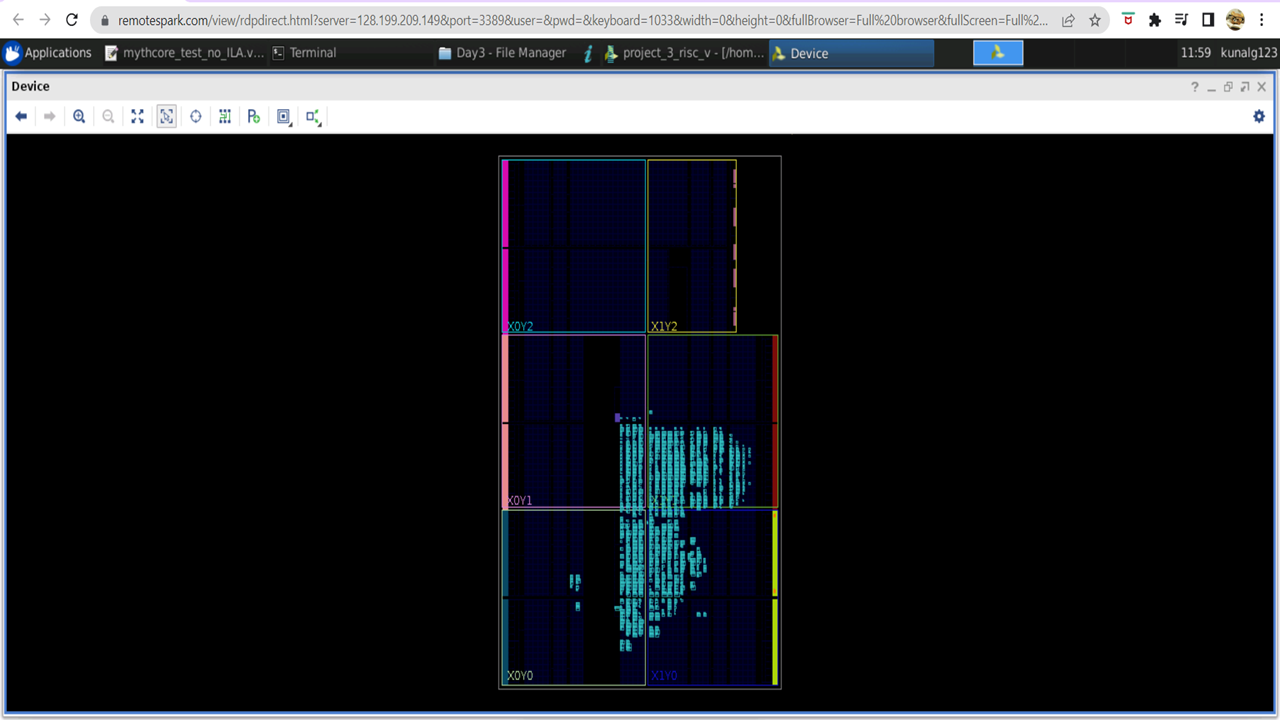 remotespark.com/view/rdpdirect.html?server=128.199.209.149&port=3389&user=&pwd=&keyboard=1033&width=0&height=0&fullBrowser=Full%20browser&fullScreen=Full%2...
Applications mythcore_test_no_ILA.v... Terminal Day3 - File Manager project_3_risc_v - [/hom... Device 11:59 kunalg123
Device
X0Y2 X1Y2
X0Y1
X0Y0 X1Y0